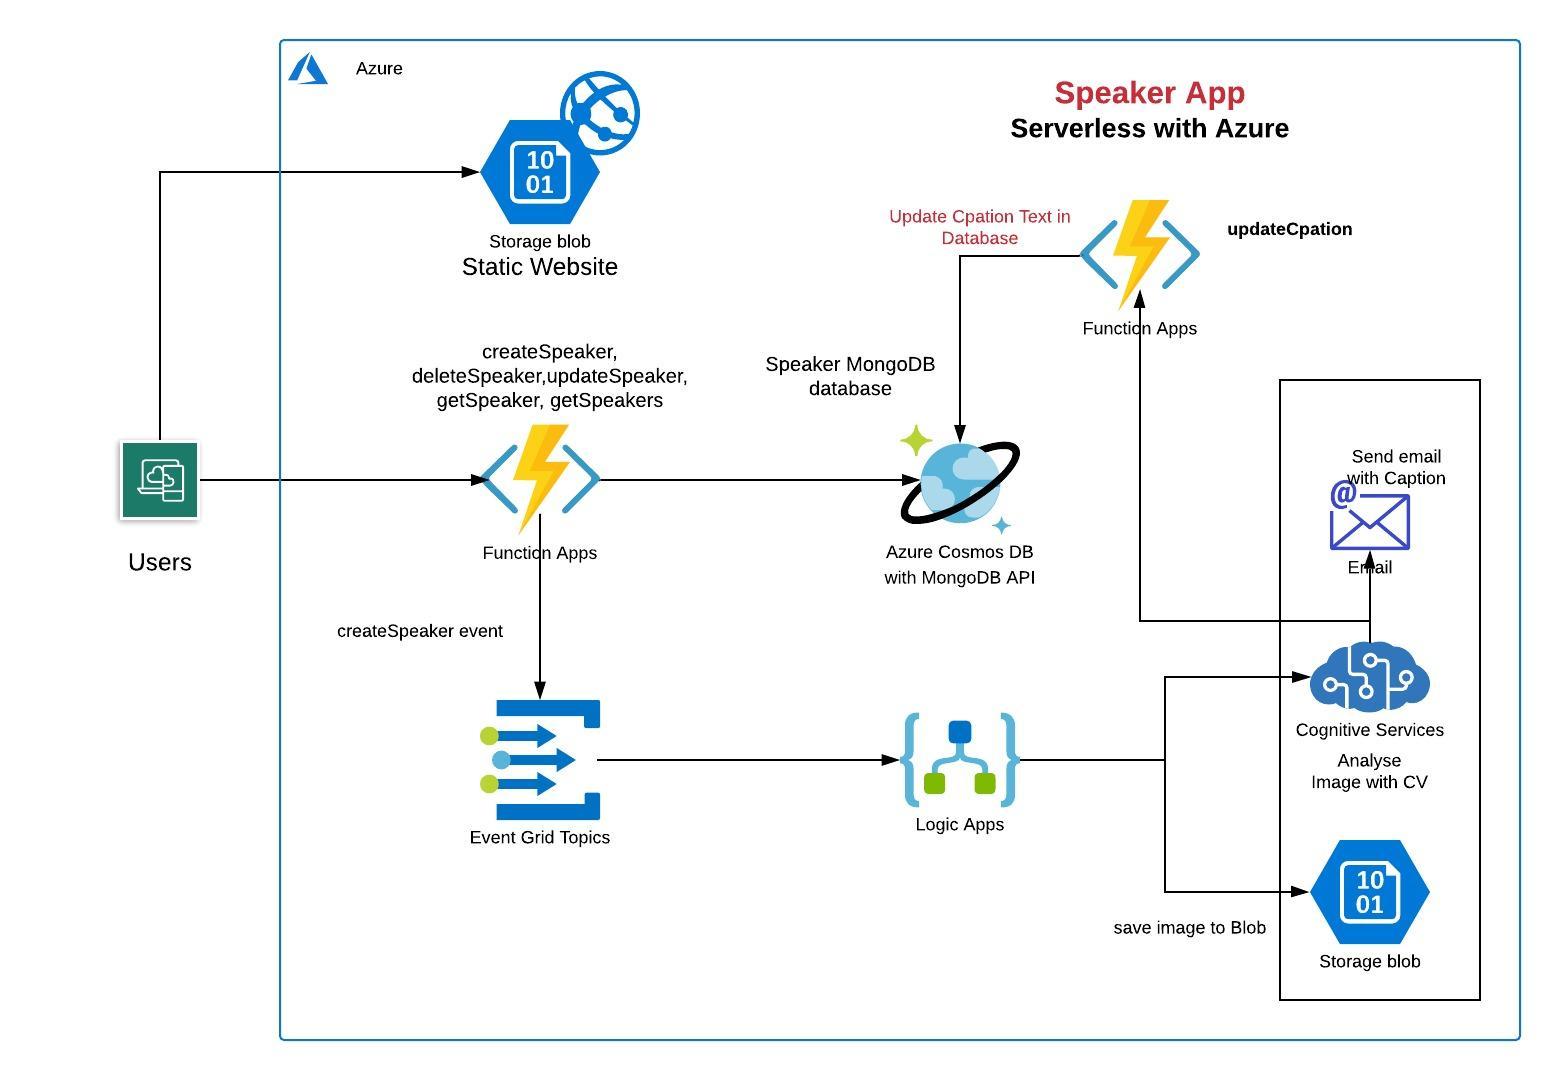 Azure
Speaker App
Serverless with Azure
10
01
Storage blob
Static Website
Update Cpation Text in
Database
updateCpation
Function Apps
createSpeaker,
deleteSpeaker,updateSpeaker,
getSpeaker, getSpeakers
Speaker MongoDB
database
Send email
with Caption
@
Email
Users
Function Apps
Azure Cosmos DB
with MongoDB API
createSpeaker event
Cognitive Services
Analyse
Image with CV
Event Grid Topics
Logic Apps
10
01
save image to Blob
Storage blob